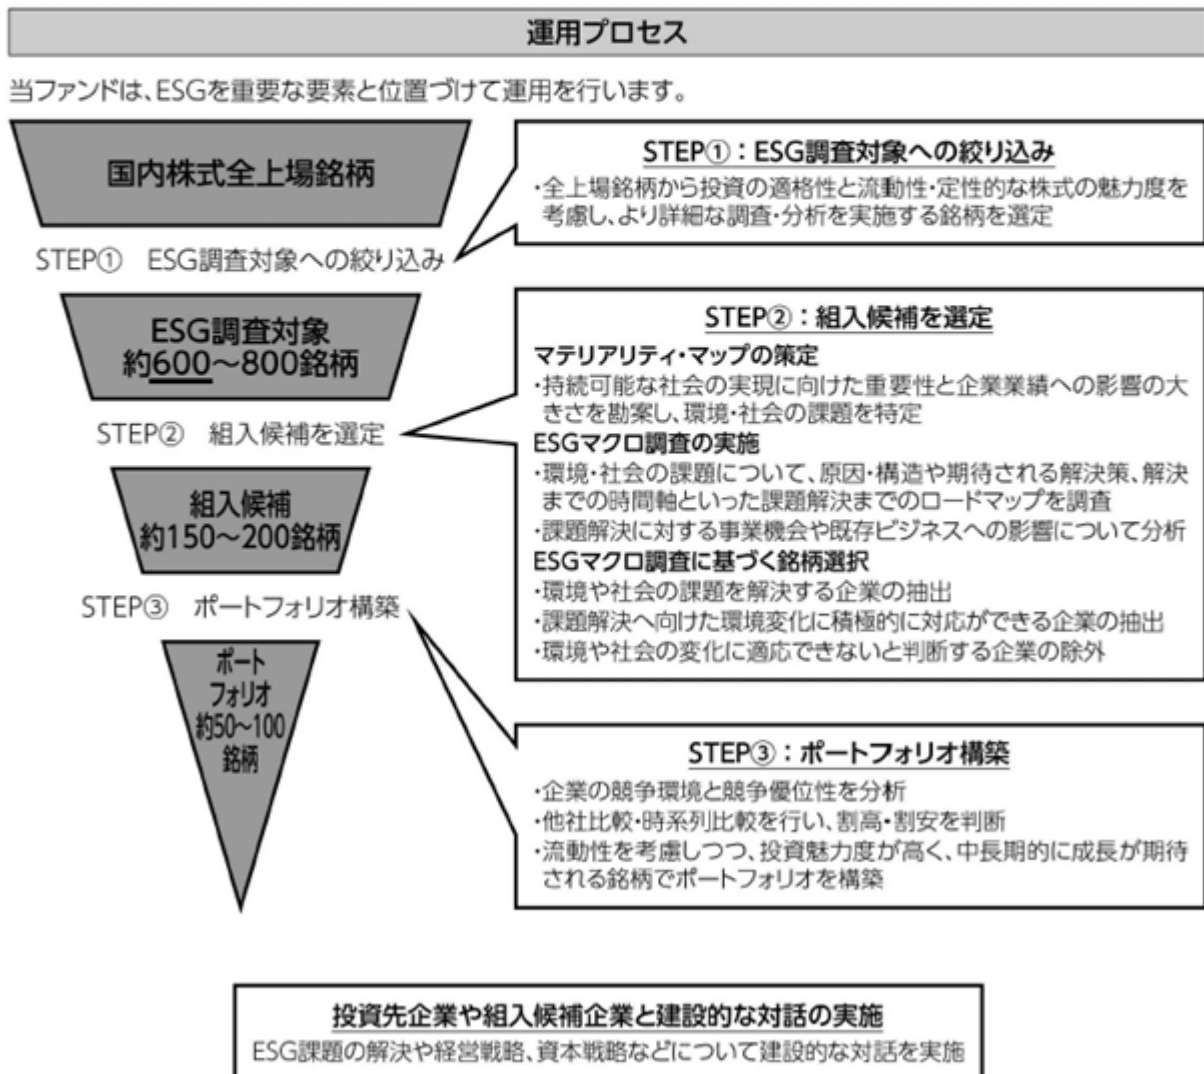 運用プロセス
当ファンドは、ESGを重要な要素と位置づけて運用を行います。
国内株式全上場銘柄
STEP① ESG調査対象への絞り込み
ESG調査対象
約600～800銘柄
STEP② 組入候補を選定
組入候補
約150～200銘柄
STEP③ ポートフォリオ構築
ポート
フォリオ
約50～100
銘柄
STEP①：ESG調査対象への絞り込み
・全上場銘柄から投資の適格性と流動性・定性的な株式の魅力度を
考慮し、より詳細な調査・分析を実施する銘柄を選定
STEP②：組入候補を選定
マテリアリティ・マップの策定
・持続可能な社会の実現に向けた重要性と企業業績への影響の大
きさを勘案し、環境・社会の課題を特定
ESGマクロ調査の実施
・環境・社会の課題について、原因・構造や期待される解決策、解決
までの時間軸といった課題解決までのロードマップを調査
・課題解決に対する事業機会や既存ビジネスへの影響について分析
ESGマクロ調査に基づく銘柄選択
・環境や社会の課題を解決する企業の抽出
・課題解決へ向けた環境変化に積極的に対応ができる企業の抽出
・環境や社会の変化に適応できないと判断する企業の除外
STEP③：ポートフォリオ構築
・企業の競争環境と競争優位性を分析
・他社比較・時系列比較を行い、割高・割安を判断
・流動性を考慮しつつ、投資魅力度が高く、中長期的に成長が期待
される銘柄でポートフォリオを構築
投資先企業や組入候補企業と建設的な対話の実施
ESG課題の解決や経営戦略、資本戦略などについて建設的な対話を実施